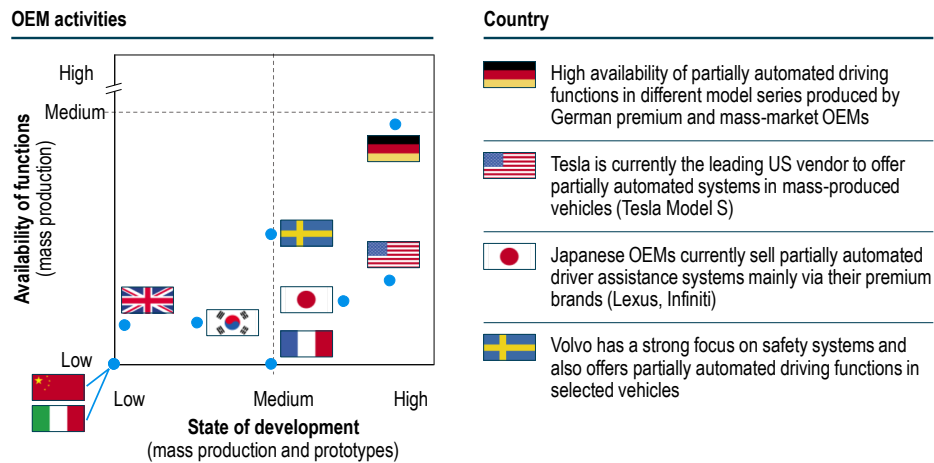 OEM activities
High
Medium
Low
Availability of functions
(mass production)
Low
Medium
High
State of development
(mass production and prototypes)
Country
High availability of partially automated driving
functions in different model series produced by
German premium and mass-market OEMs
Tesla is currently the leading US vendor to offer
partially automated systems in mass-produced
vehicles (Tesla Model S)
Japanese OEMs currently sell partially automated
driver assistance systems mainly via their premium
brands (Lexus, Infiniti)
Volvo has a strong focus on safety systems and
also offers partially automated driving functions in
selected vehicles